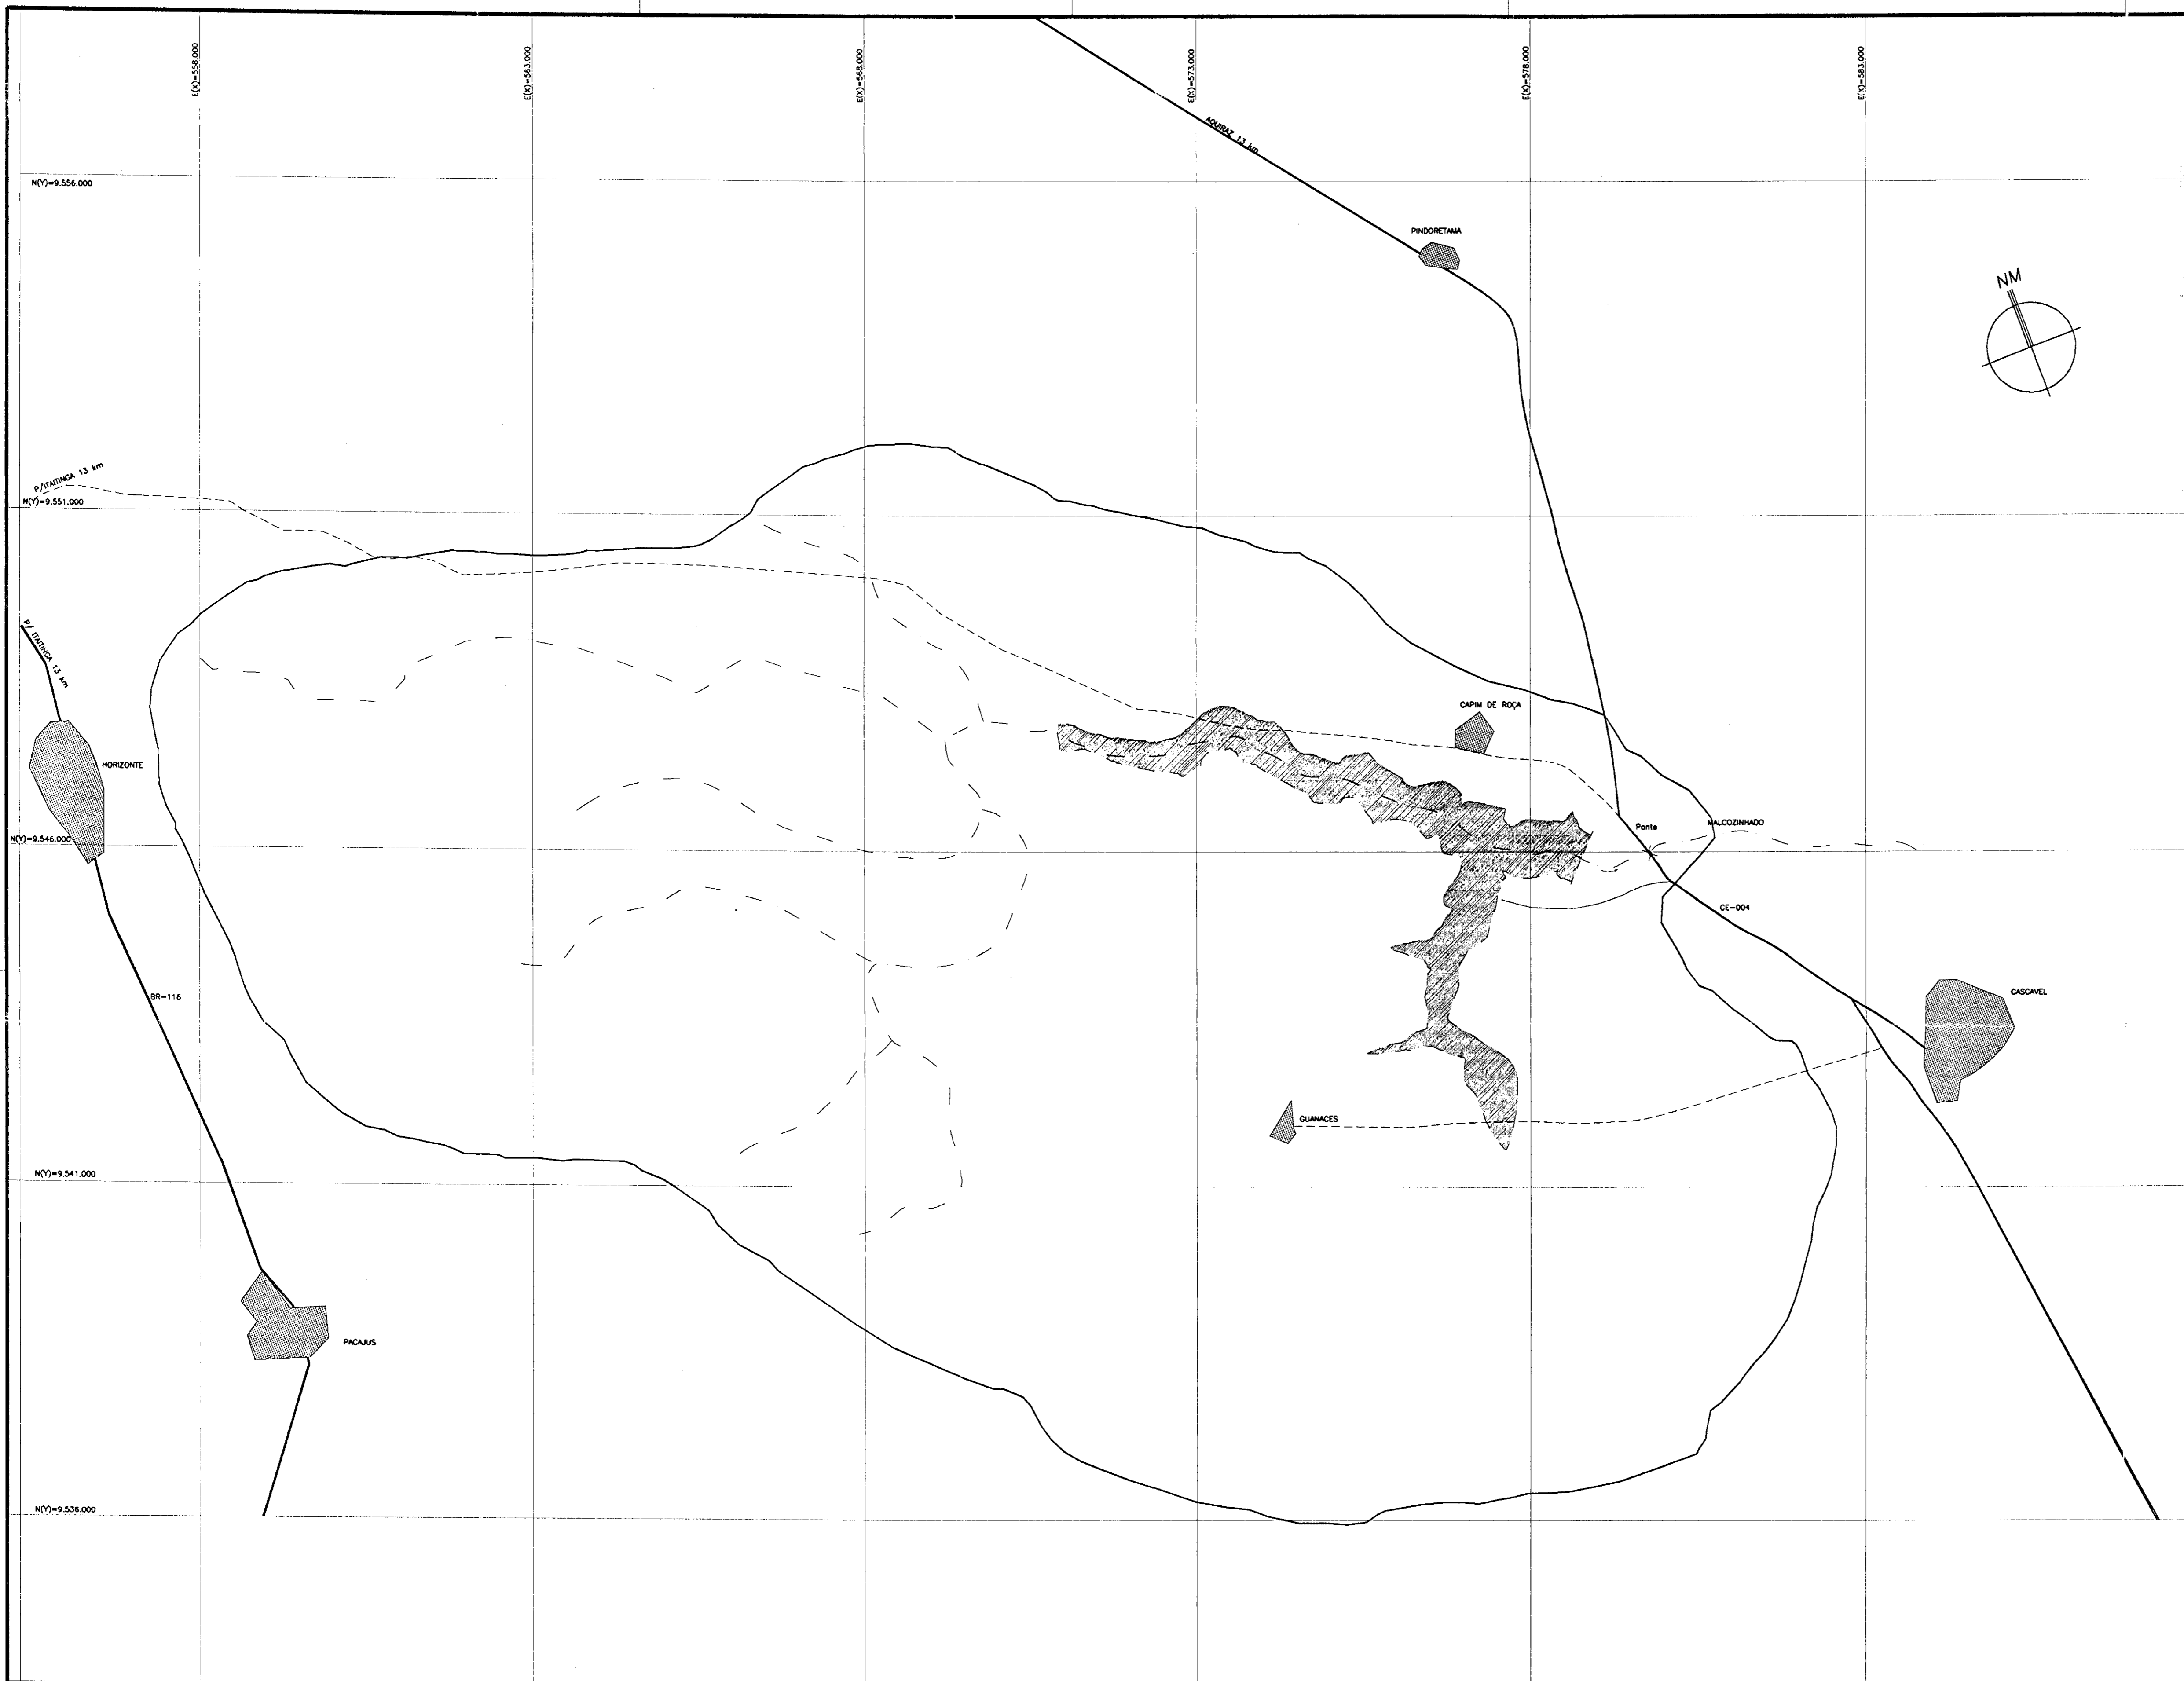 E(X)=558.000
E(X)=563.000
E(X)=568.000
E(X)=573.000
E(X)=578.000
E(X)=583.000
AQUIRAZ 13 km
N(Y)=9.556.000
PINDORETAMA
NM
P/ITAITINGA 13 km
N(Y)=9.551.000
P/ ITAITINGA 13 km
CAPIM DE ROÇA
HORIZONTE
Ponte
MALCOZINHADO
N(Y)=9.546.000
CE-004
BR-116
CASCAVEL
GUANACES
N(Y)=9.541.000
PACAJUS
N(Y)=9.536.000